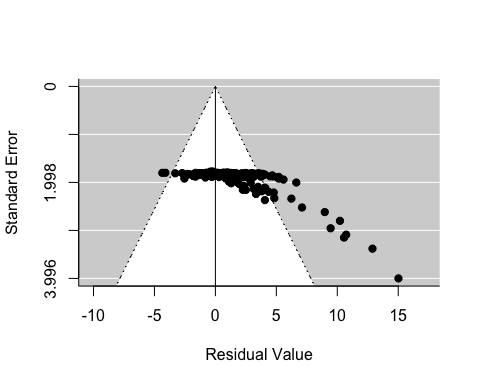 0
1.998
3.996
Standard Error
-10 -5 0 5 10 15
Residual Value